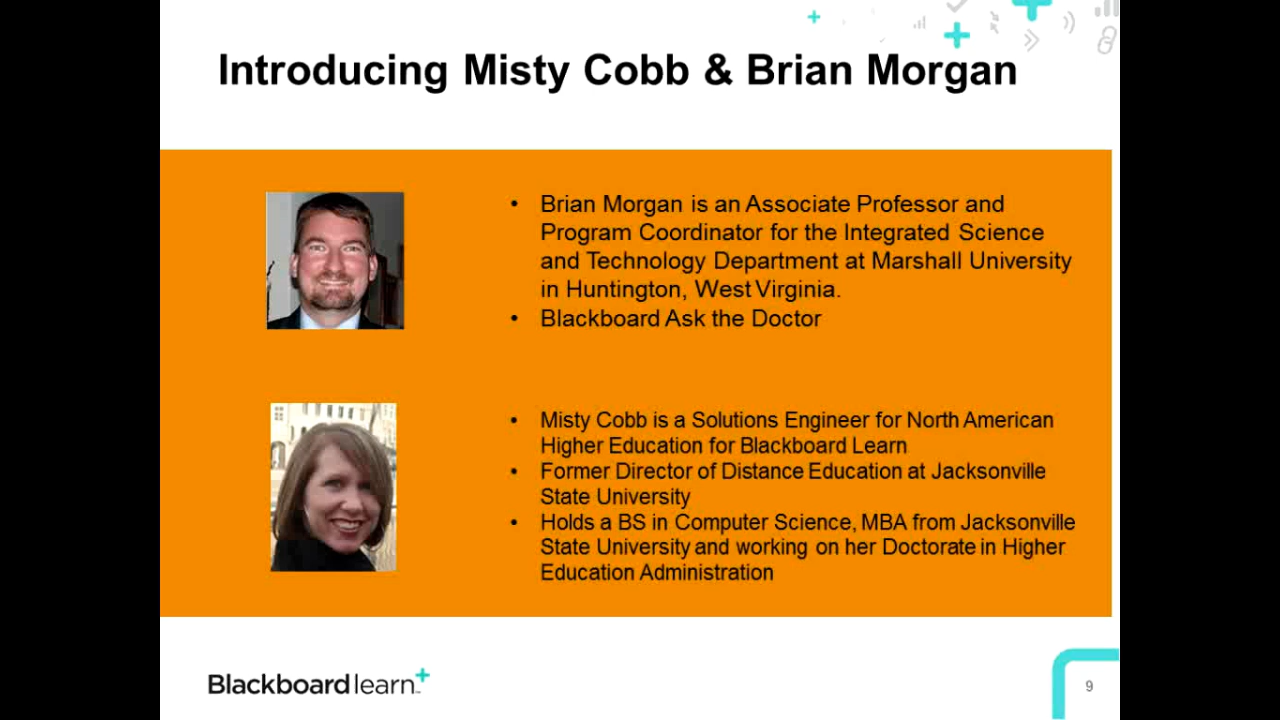 Introducing Misty Cobb & Brian Morgan
• Brian Morgan is an Associate Professor and
Program Coordinator for the Integrated Science
and Technology Department at Marshall University
in Huntington, West Virginia.
• Blackboard Ask the Doctor
• Misty Cobb is a Solutions Engineer for North American
Higher Education for Blackboard Learn
• Former Director of Distance Education at Jacksonville
State University
• Holds a BS in Computer Science, MBA from Jacksonville
State University and working on her Doctorate in Higher
Education Administration
Blackboard learn+
9